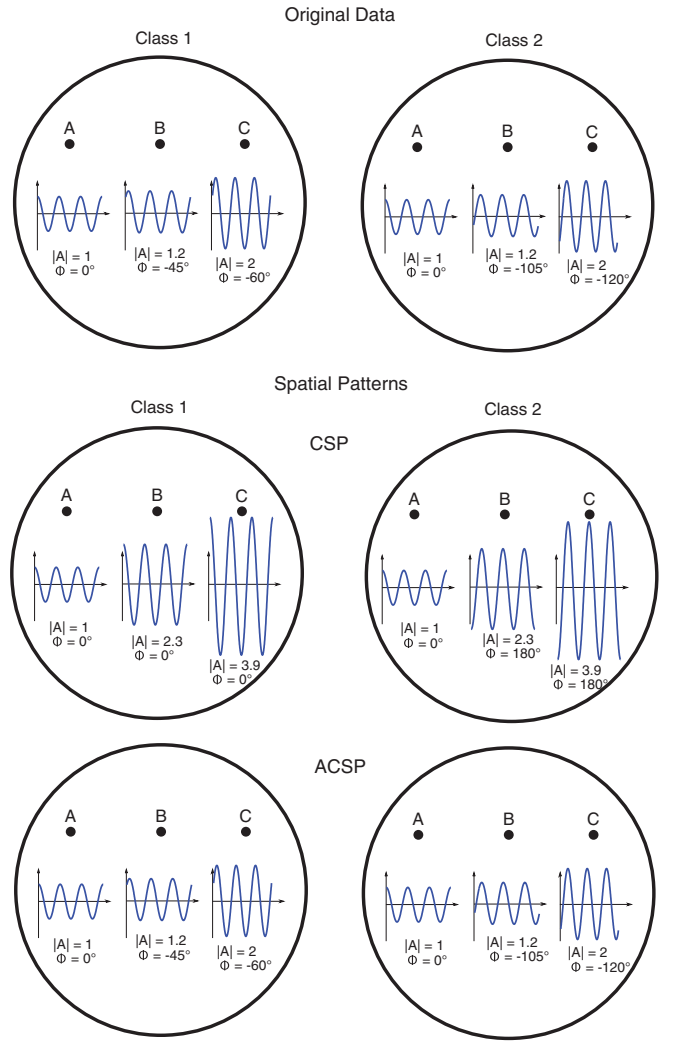 Original Data
Class 1
Class 2
A B C
A B C
|A| = 1
Φ = 0°
|A| = 1.2
Φ = -45°
|A| = 2
Φ = -60°
|A| = 1
Φ = 0°
|A| = 1.2
Φ = -105°
|A| = 2
Φ = -120°
Spatial Patterns
Class 1
Class 2
CSP
A B C
A B C
|A| = 1
Φ = 0°
|A| = 2.3
Φ = 0°
|A| = 3.9
Φ = 0°
|A| = 1
Φ = 0°
|A| = 2.3
Φ = 180°
|A| = 3.9
Φ = 180°
ACSP
A B C
A B C
|A| = 1
Φ = 0°
|A| = 1.2
Φ = -45°
|A| = 2
Φ = -60°
|A| = 1
Φ = 0°
|A| = 1.2
Φ = -105°
|A| = 2
Φ = -120°